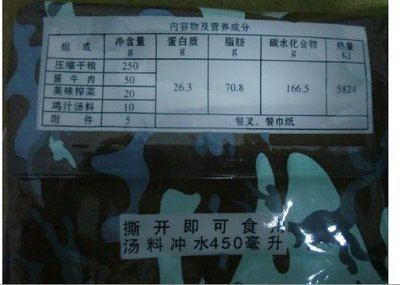 内容物及营养成分
组成 净含量 g 蛋白质 g 脂肪 g 碳水化合物 g 热量 KJ
压缩干粮 250
酱牛肉 50
26.3 70.8 166.5 5824
美味榨菜 20
鸡汁汤料 10
附件 5 餐叉、餐巾纸
撕开即可食用
汤料冲水450毫升